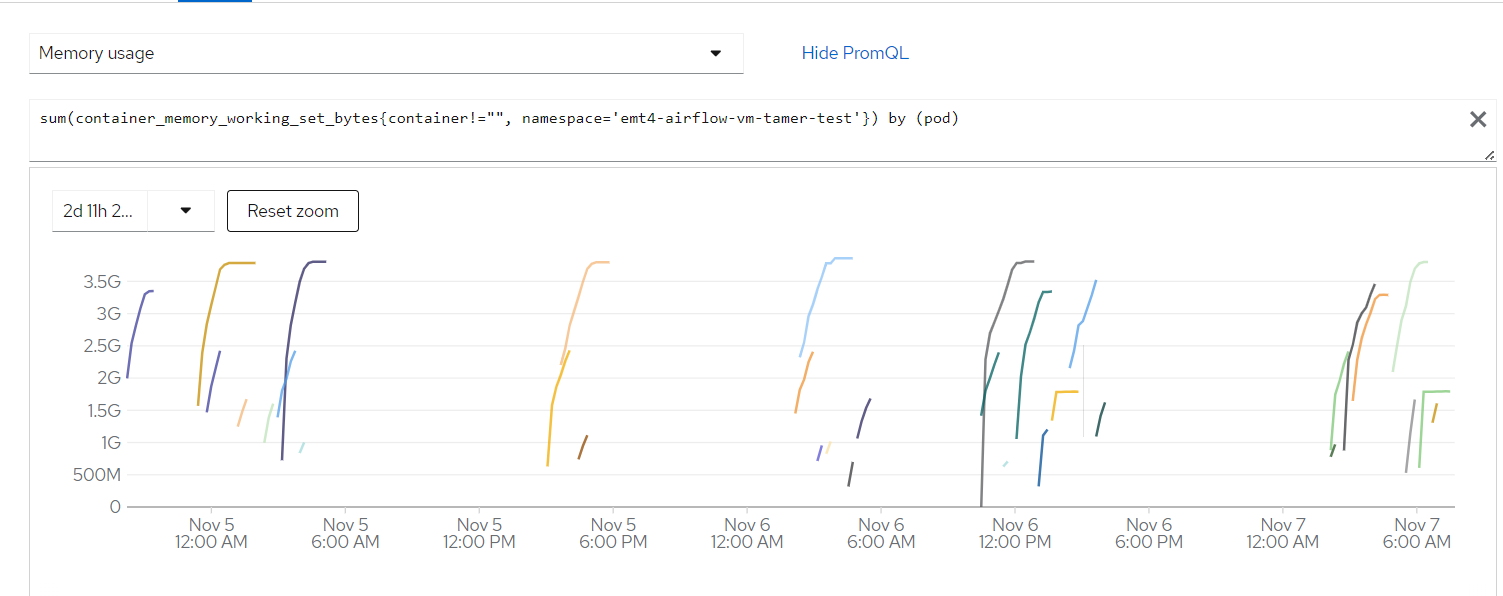 Memory usage
Hide PromQL
sum(container_memory_working_set_bytes{container!="", namespace='emt4-airflow-vm-tamer-test'}) by (pod)
2d 11h 2...
Reset zoom
3.5G
3G
2.5G
2G
1.5G
1G
500M
0
Nov 5 Nov 5 Nov 5 Nov 5 Nov 6 Nov 6 Nov 6 Nov 6 Nov 7 Nov 7
12:00 AM 6:00 AM 12:00 PM 6:00 PM 12:00 AM 6:00 AM 12:00 PM 6:00 PM 12:00 AM 6:00 AM